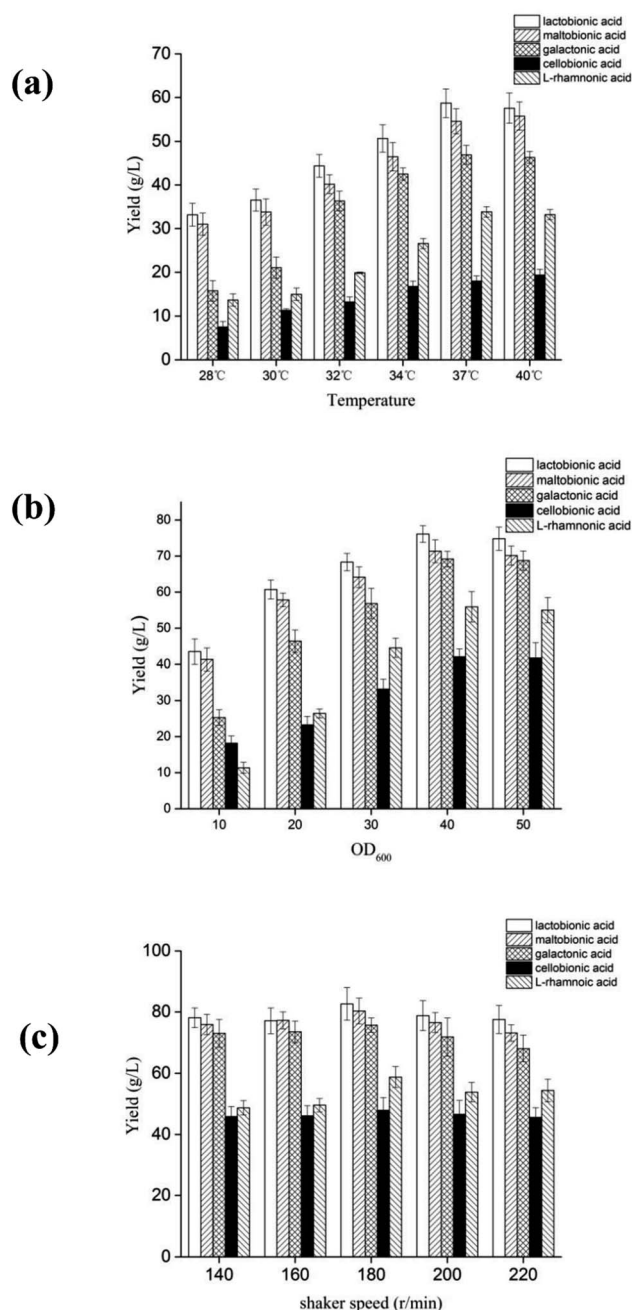 (a)
lactobionic acid
maltobionic acid
galactonic acid
cellobionic acid
L-rhamnonic acid
Yield (g/L)
70
60
50
40
30
20
10
0
28℃ 30℃ 32℃ 34℃ 37℃ 40℃
Temperature
(b)
lactobionic acid
maltobionic acid
galactonic acid
cellobionic acid
L-rhamnonic acid
Yield (g/L)
80
70
60
50
40
30
20
10
0
10 20 30 40 50
OD600
(c)
lactobionic acid
maltobionic acid
galactonic acid
cellobionic acid
L-rhamnoic acid
Yield (g/L)
100
80
60
40
20
0
140 160 180 200 220
shaker speed (r/min)